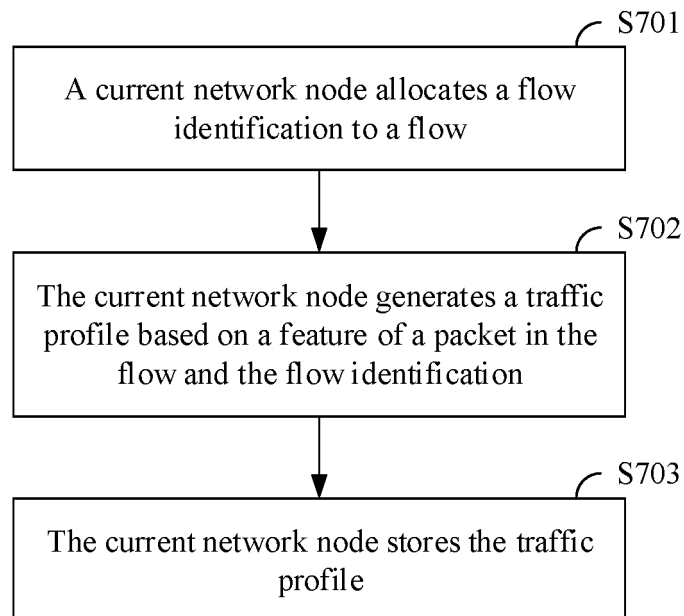 S701
A current network node allocates a flow
identification to a flow
S702
The current network node generates a traffic
profile based on a feature of a packet in the
flow and the flow identification
S703
The current network node stores the traffic
profile